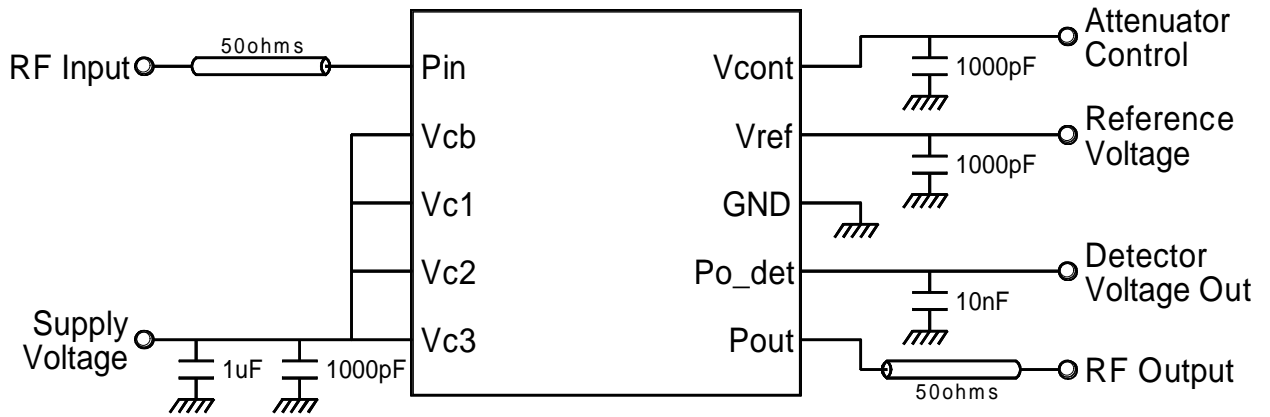 RF Input
50ohms
Pin
Vcb
Vc1
Vc2
Vc3
Supply
Voltage
1uF
1000pF
Vcont
Vref
GND
Po_det
Pout
1000pF
Attenuator
Control
1000pF
Reference
Voltage
10nF
Detector
Voltage Out
50ohms
RF Output